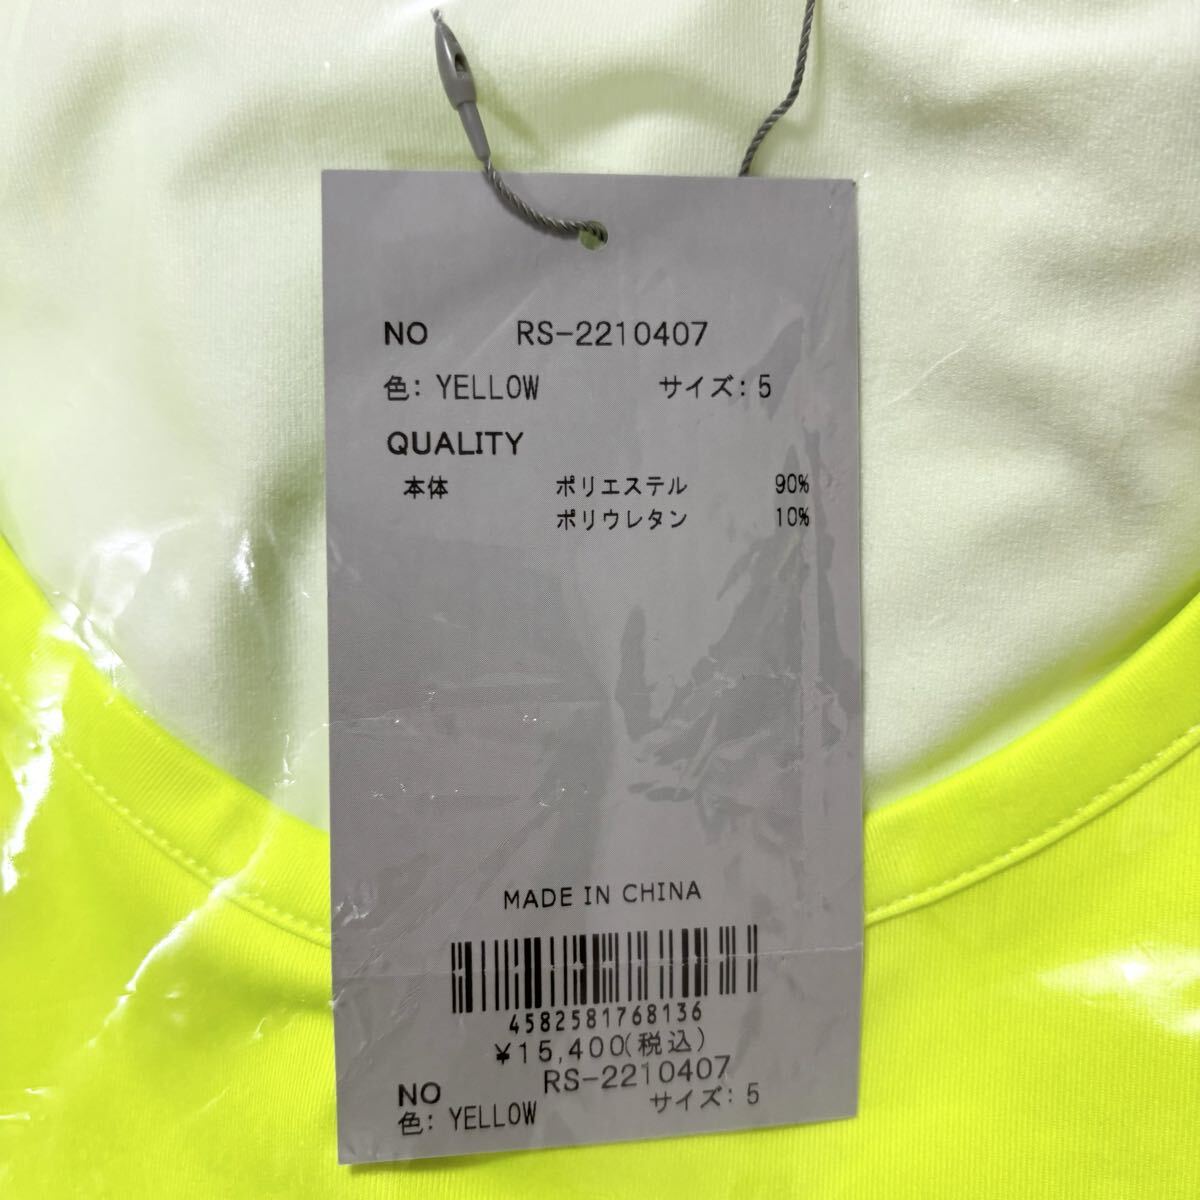 NO RS-2210407
色: YELLOW サイズ: 5
QUALITY
本体 ポリエステル 90%
ポリウレタン 10%
MADE IN CHINA
4582581768136
¥15,400(税込)
NO RS-2210407
色: YELLOW サイズ: 5